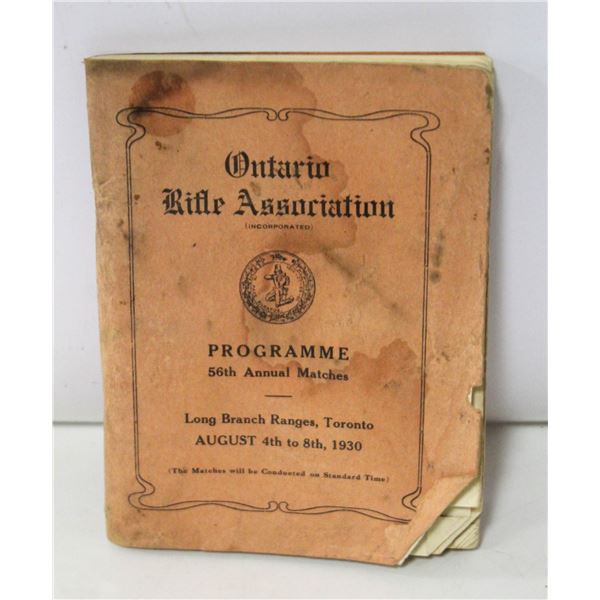 Ontario
Rifle Association
(INCORPORATED)
PROGRAMME
56th Annual Matches
Long Branch Ranges, Toronto
AUGUST 4th to 8th, 1930
(The Matches will be Conducted on Standard Time)